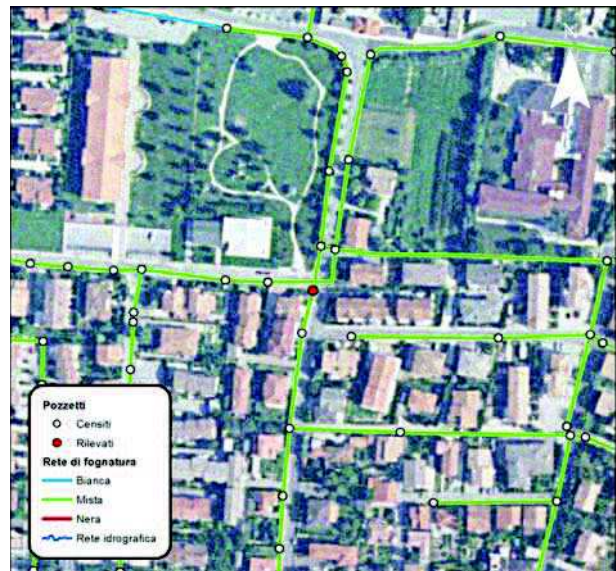 Pozzetti
Censiti
Rilevati
Rete di fognatura
Bianca
Mista
Nera
Rete idrografica